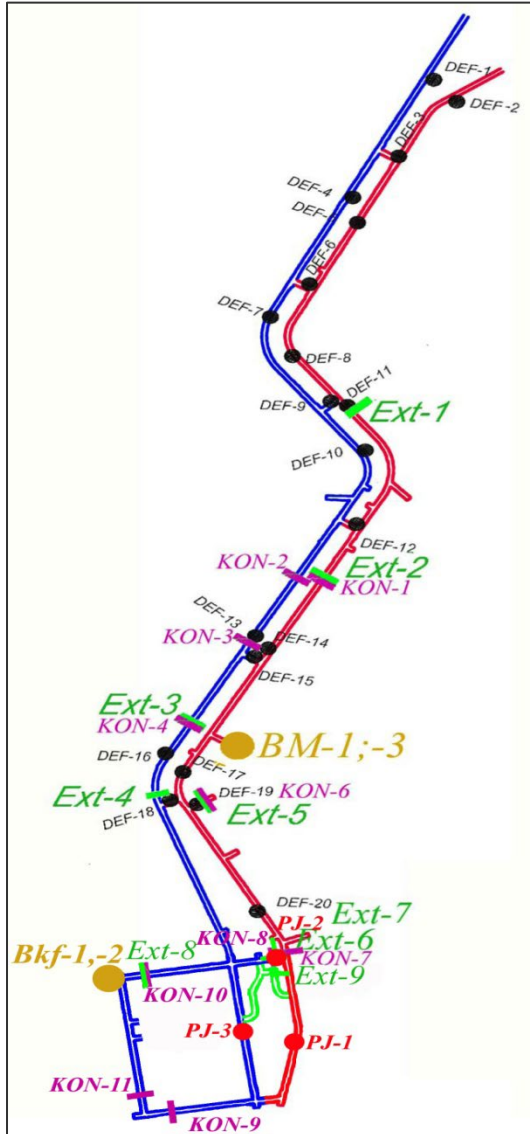 DEF-1
DEF-2
DEF-3
DEF-4
DEF-6
DEF-7
DEF-8
DEF-11
DEF-9
Ext-1
DEF-10
DEF-12
KON-2
Ext-2
KON-1
DEF-13
KON-3
DEF-14
DEF-15
Ext-3
KON-4
BM-1;-3
DEF-16
DEF-17
Ext-4
DEF-19
KON-6
DEF-18
Ext-5
DEF-20
Ext-7
PJ-2
KON-8
Ext-6
Bkf-1,-2
Ext-8
KON-7
Ext-9
KON-10
PJ-3
PJ-1
KON-11
KON-9